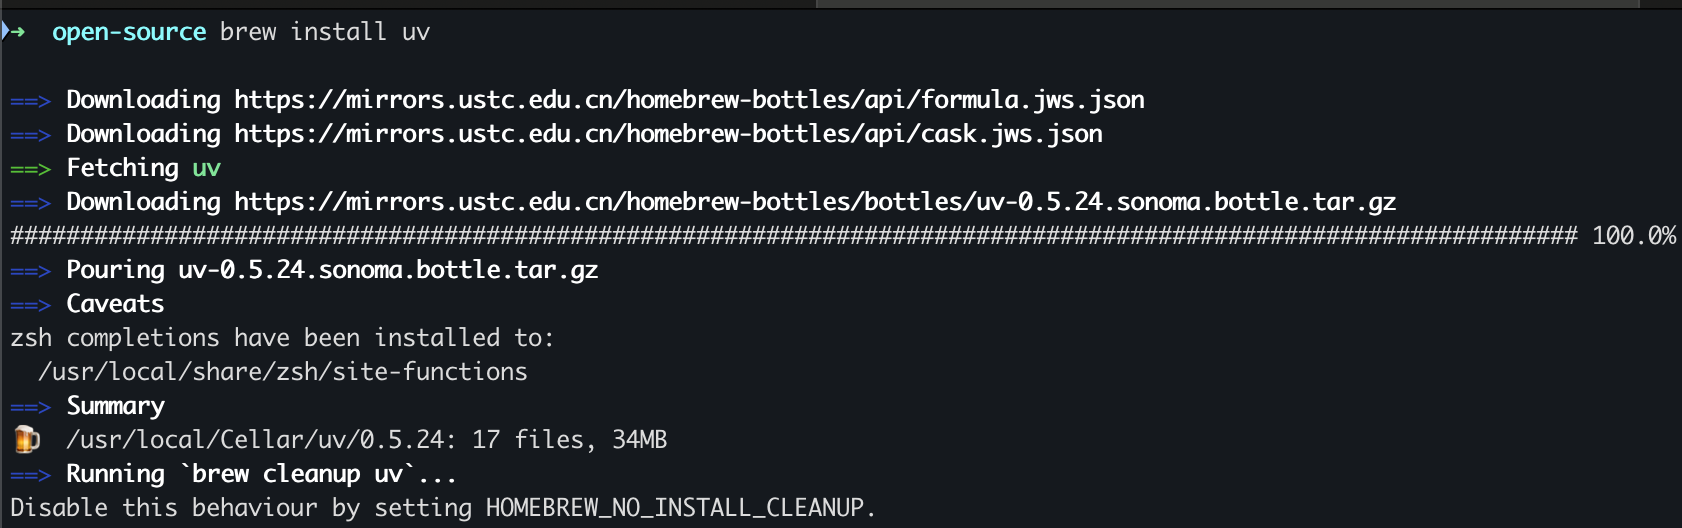 ➜ open-source brew install uv
==> Downloading https://mirrors.ustc.edu.cn/homebrew-bottles/api/formula.jws.json
==> Downloading https://mirrors.ustc.edu.cn/homebrew-bottles/api/cask.jws.json
==> Fetching uv
==> Downloading https://mirrors.ustc.edu.cn/homebrew-bottles/bottles/uv-0.5.24.sonoma.bottle.tar.gz
################################################################################################################ 100.0%
==> Pouring uv-0.5.24.sonoma.bottle.tar.gz
==> Caveats
zsh completions have been installed to:
  /usr/local/share/zsh/site-functions
==> Summary
🍺  /usr/local/Cellar/uv/0.5.24: 17 files, 34MB
==> Running `brew cleanup uv`...
Disable this behaviour by setting HOMEBREW_NO_INSTALL_CLEANUP.